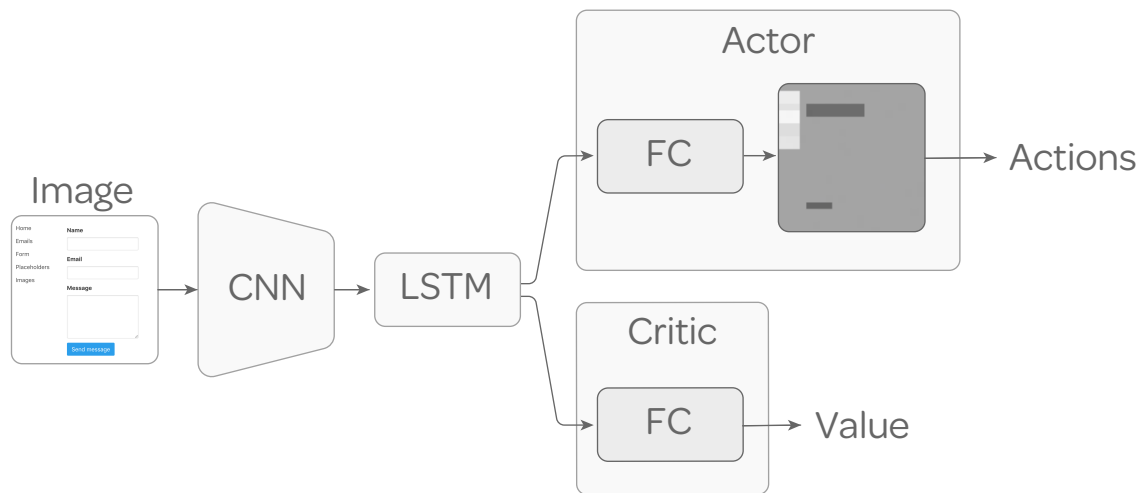 Image
Home
Emails
Form
Placeholders
Images
Name
Email
Message
Send message
CNN
LSTM
Actor
FC
Actions
Critic
FC
Value